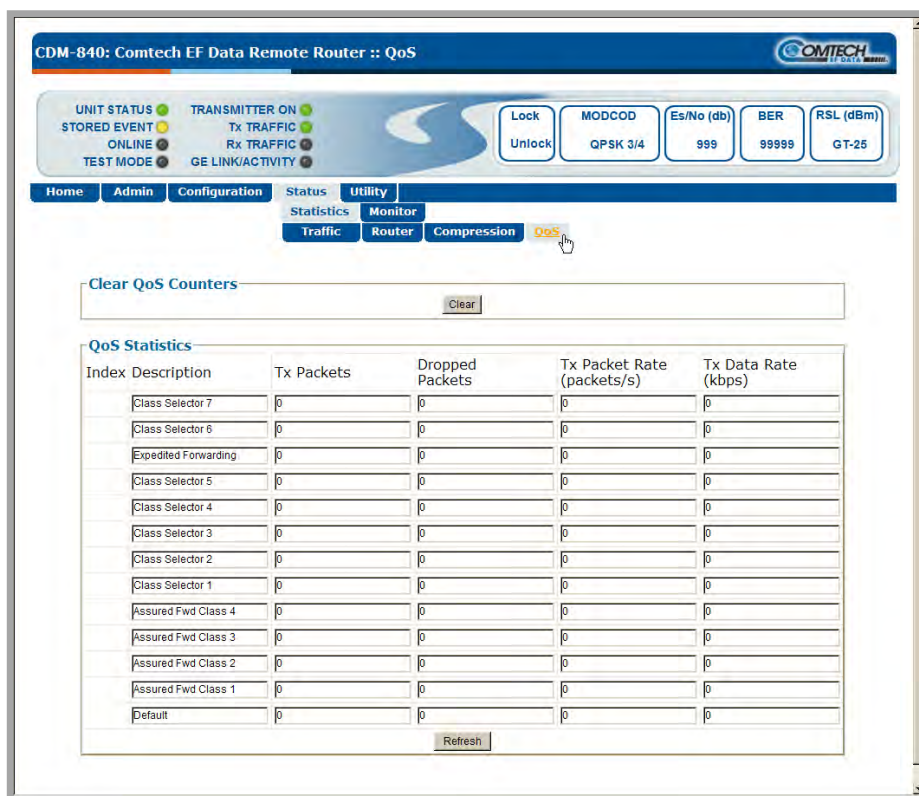 CDM-840: Comtech EF Data Remote Router :: QoS
COMTECH
EF DATA
UNIT STATUS TRANSMITTER ON
STORED EVENT Tx TRAFFIC
ONLINE Rx TRAFFIC
TEST MODE GE LINK/ACTIVITY
Lock MODCOD Es/No (db) BER RSL (dBm)
Unlock QPSK 3/4 999 99999 GT-25
Home Admin Configuration Status Utility
Statistics Monitor
Traffic Router Compression QoS
Clear QoS Counters
Clear
QoS Statistics
Index Description Tx Packets Dropped Packets Tx Packet Rate (packets/s) Tx Data Rate (kbps)
Class Selector 7 0 0 0 0
Class Selector 6 0 0 0 0
Expedited Forwarding 0 0 0 0
Class Selector 5 0 0 0 0
Class Selector 4 0 0 0 0
Class Selector 3 0 0 0 0
Class Selector 2 0 0 0 0
Class Selector 1 0 0 0 0
Assured Fwd Class 4 0 0 0 0
Assured Fwd Class 3 0 0 0 0
Assured Fwd Class 2 0 0 0 0
Assured Fwd Class 1 0 0 0 0
Default 0 0 0 0
Refresh